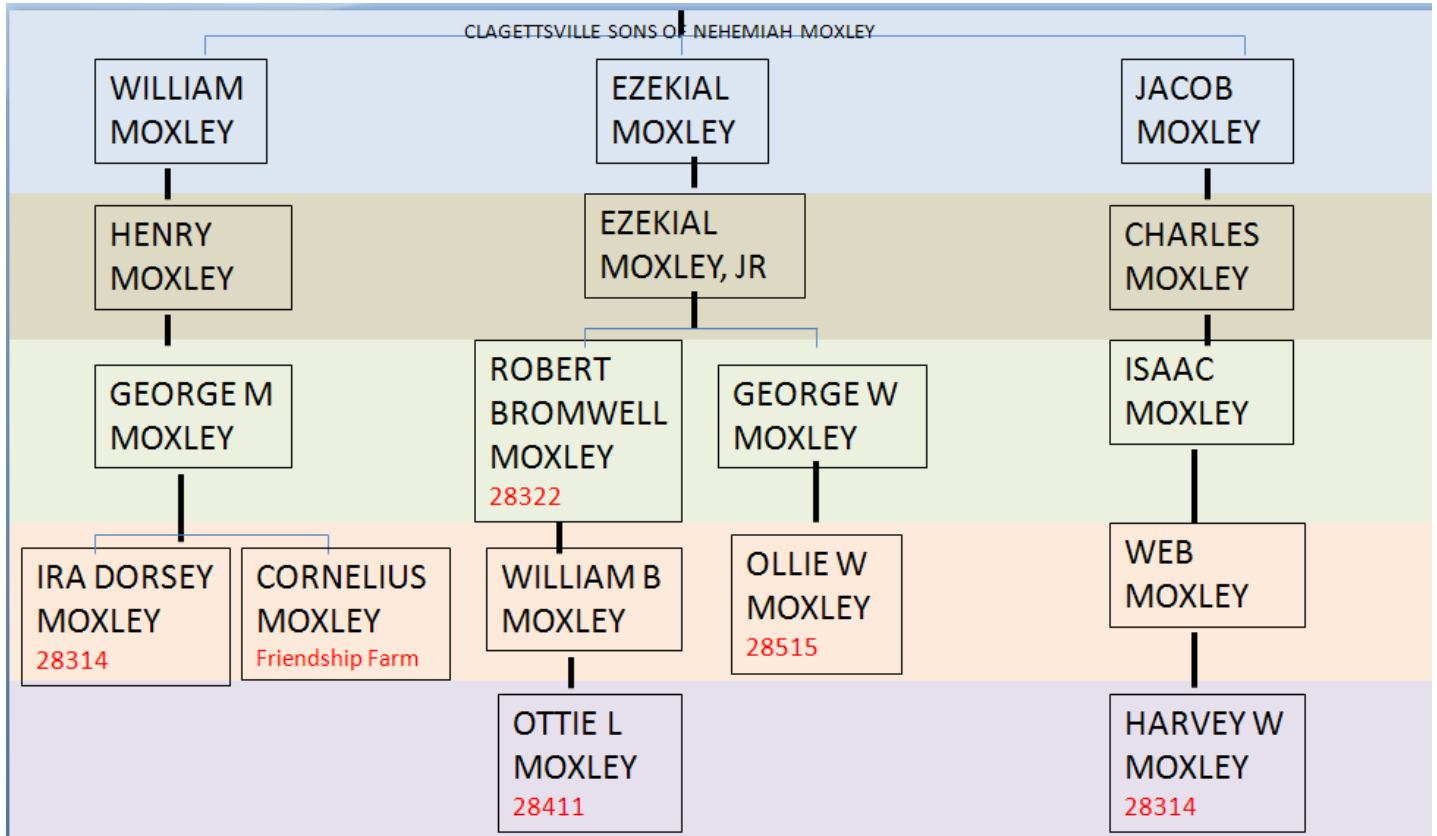 CLAGETTSVILLE SONS OF NEHEMIAH MOXLEY
WILLIAM
MOXLEY
EZEKIAL
MOXLEY
JACOB
MOXLEY
HENRY
MOXLEY
EZEKIAL
MOXLEY, JR
CHARLES
MOXLEY
GEORGE M
MOXLEY
ROBERT
BROMWELL
MOXLEY
28322
GEORGE W
MOXLEY
ISAAC
MOXLEY
IRA DORSEY
MOXLEY
28314
CORNELIUS
MOXLEY
Friendship Farm
WILLIAM B
MOXLEY
OLLIE W
MOXLEY
28515
WEB
MOXLEY
OTTIE L
MOXLEY
28411
HARVEY W
MOXLEY
28314